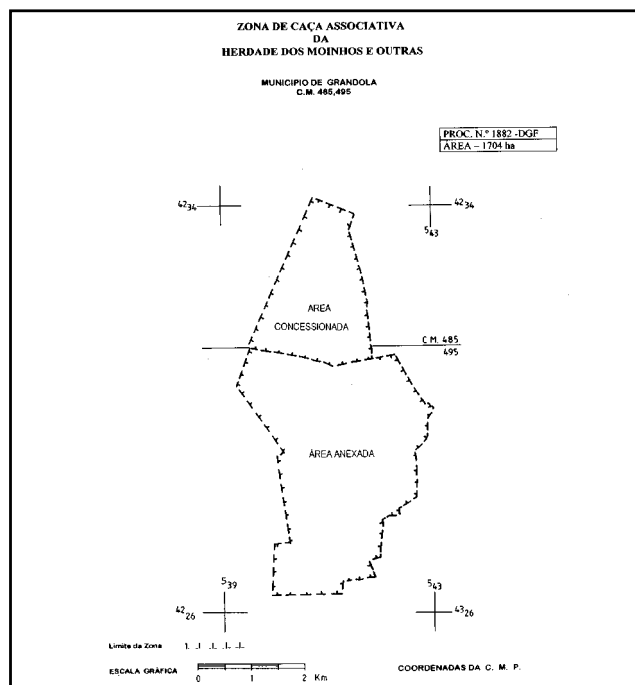 ZONA DE CAÇA ASSOCIATIVA
DA
HERDADE DOS MOINHOS E OUTRAS
MUNICIPIO DE GRANDOLA
C.M. 485,495
PROC. N.º 1882 -DGF
ÁREA – 1704 ha
4234
4234
543
AREA
CONCESSIONADA
C M. 485
495
ÁREA ANEXADA
539
543
4226
4326
Limite da Zona
ESCALA GRÁFICA
0 1 2 Km
COORDENADAS DA C. M. P.